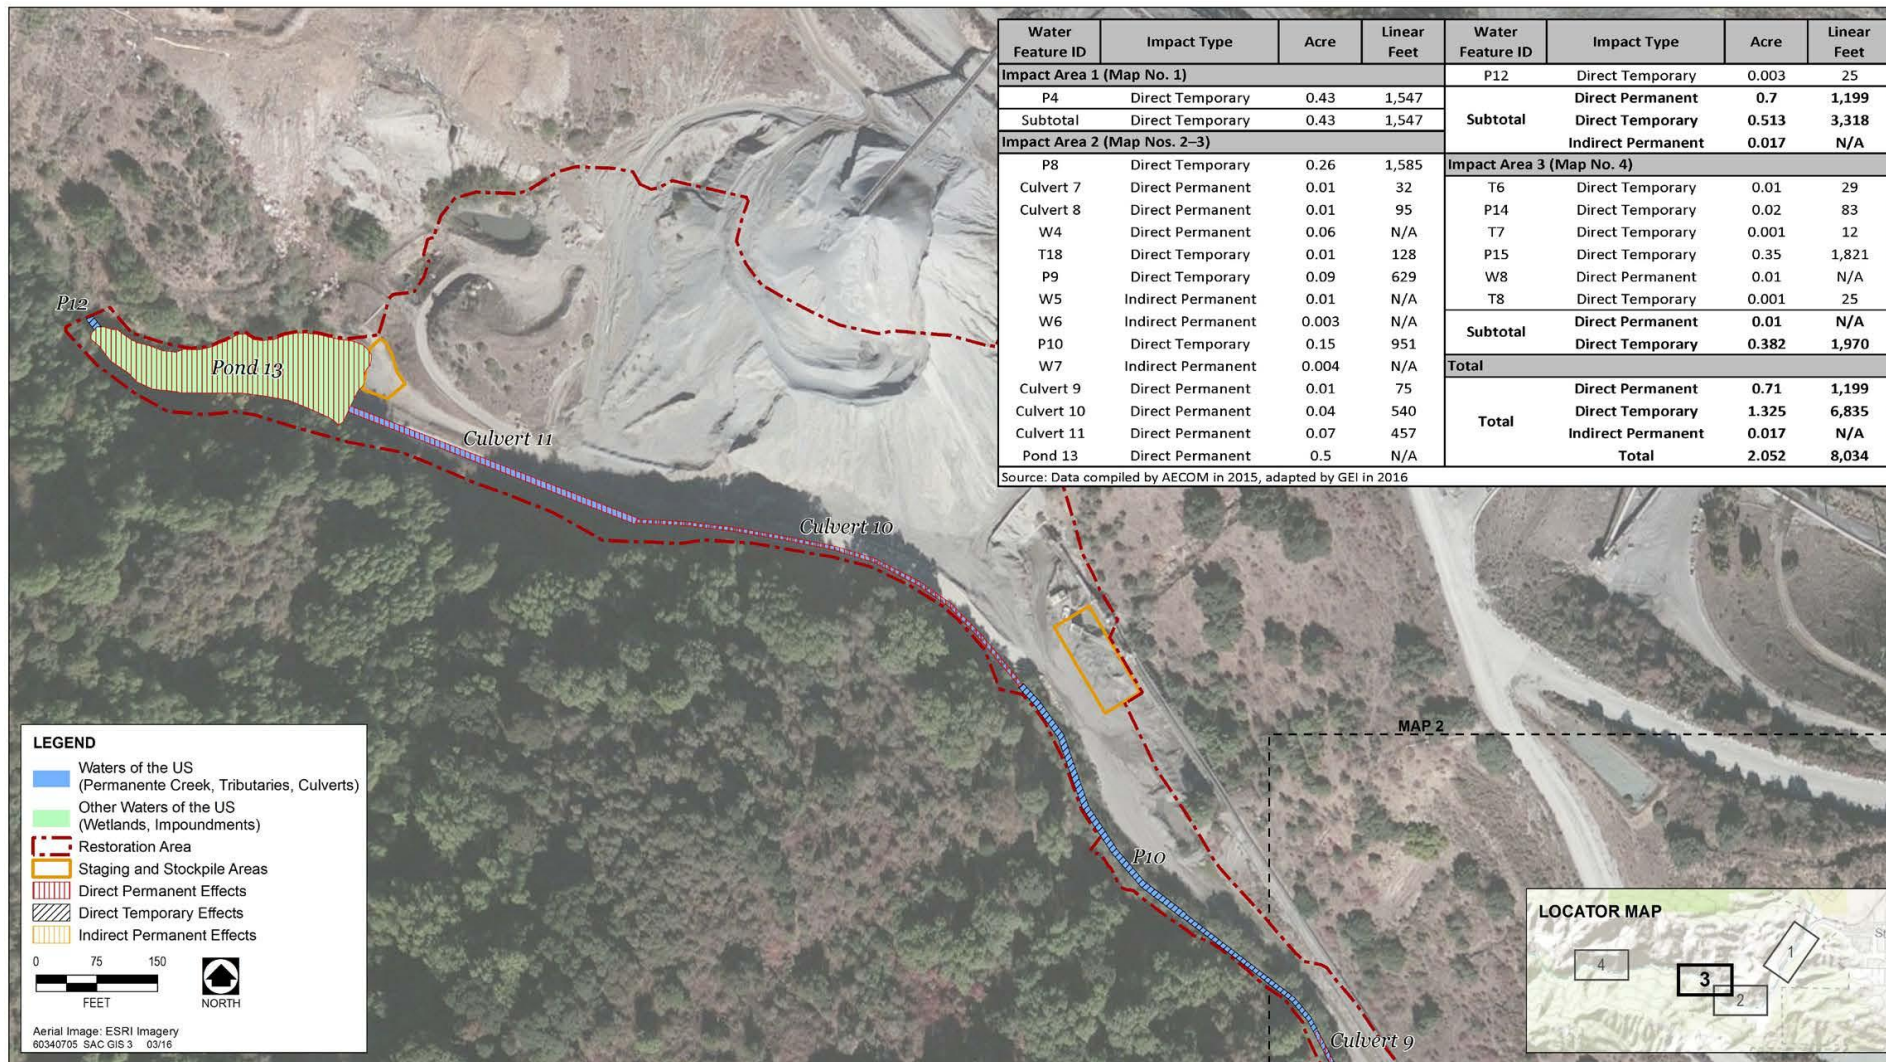 Water Feature ID Impact Type Acre Linear Feet Water Feature ID Impact Type Acre Linear Feet
Impact Area 1 (Map No. 1) P12 Direct Temporary 0.003 25
P4 Direct Temporary 0.43 1,547 Direct Permanent 0.7 1,199
Subtotal Direct Temporary 0.43 1,547 Subtotal Direct Temporary 0.513 3,318
Impact Area 2 (Map Nos. 2–3) Indirect Permanent 0.017 N/A
P8 Direct Temporary 0.26 1,585 Impact Area 3 (Map No. 4)
Culvert 7 Direct Permanent 0.01 32 T6 Direct Temporary 0.01 29
Culvert 8 Direct Permanent 0.01 95 P14 Direct Temporary 0.02 83
W4 Direct Permanent 0.06 N/A T7 Direct Temporary 0.001 12
T18 Direct Temporary 0.01 128 P15 Direct Temporary 0.35 1,821
P9 Direct Temporary 0.09 629 W8 Direct Permanent 0.01 N/A
W5 Indirect Permanent 0.01 N/A T8 Direct Temporary 0.001 25
W6 Indirect Permanent 0.003 N/A Subtotal Direct Permanent 0.01 N/A
P10 Direct Temporary 0.15 951 Direct Temporary 0.382 1,970
W7 Indirect Permanent 0.004 N/A Total
Culvert 9 Direct Permanent 0.01 75 Direct Permanent 0.71 1,199
Culvert 10 Direct Permanent 0.04 540 Total Direct Temporary 1.325 6,835
Culvert 11 Direct Permanent 0.07 457 Indirect Permanent 0.017 N/A
Pond 13 Direct Permanent 0.5 N/A Total 2.052 8,034
Source: Data compiled by AECOM in 2015, adapted by GEI in 2016
P12
Pond 13
Culvert 11
Culvert 10
MAP 2
P10
Culvert 9
LEGEND
Waters of the US
(Permanente Creek, Tributaries, Culverts)
Other Waters of the US
(Wetlands, Impoundments)
Restoration Area
Staging and Stockpile Areas
Direct Permanent Effects
Direct Temporary Effects
Indirect Permanent Effects
0 75 150
FEET
NORTH
Aerial Image: ESRI Imagery
60340705 SAC GIS 3 03/16
LOCATOR MAP
1
4
3
2